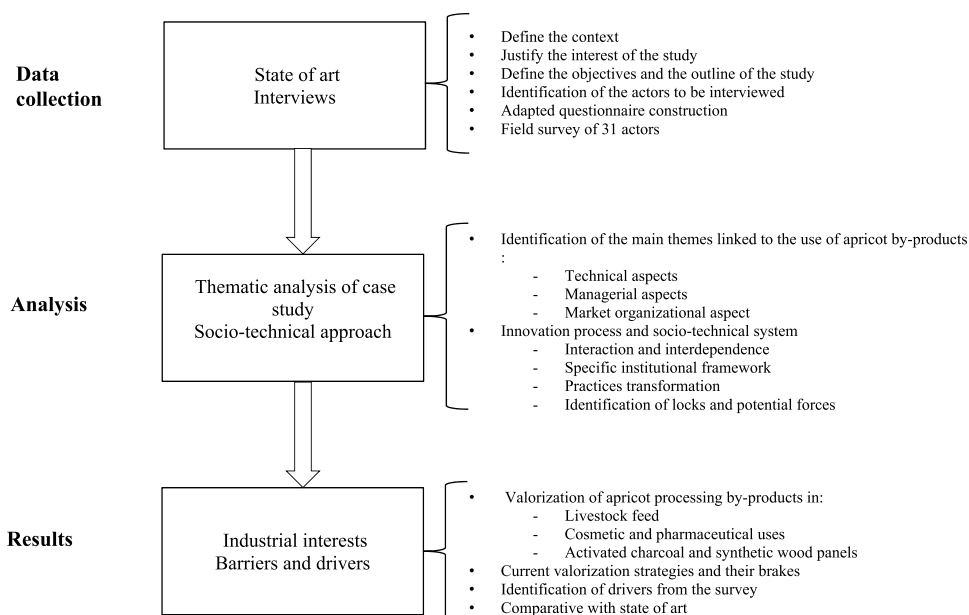 Data
collection
State of art
Interviews
• Define the context
• Justify the interest of the study
• Define the objectives and the outline of the study
• Identification of the actors to be interviewed
• Adapted questionnaire construction
• Field survey of 31 actors
Analysis
Thematic analysis of case
study
Socio-technical approach
• Identification of the main themes linked to the use of apricot by-products
:
- Technical aspects
- Managerial aspects
- Market organizational aspect
• Innovation process and socio-technical system
- Interaction and interdependence
- Specific institutional framework
- Practices transformation
- Identification of locks and potential forces
Results
Industrial interests
Barriers and drivers
• Valorization of apricot processing by-products in:
- Livestock feed
- Cosmetic and pharmaceutical uses
- Activated charcoal and synthetic wood panels
• Current valorization strategies and their brakes
• Identification of drivers from the survey
• Comparative with state of art